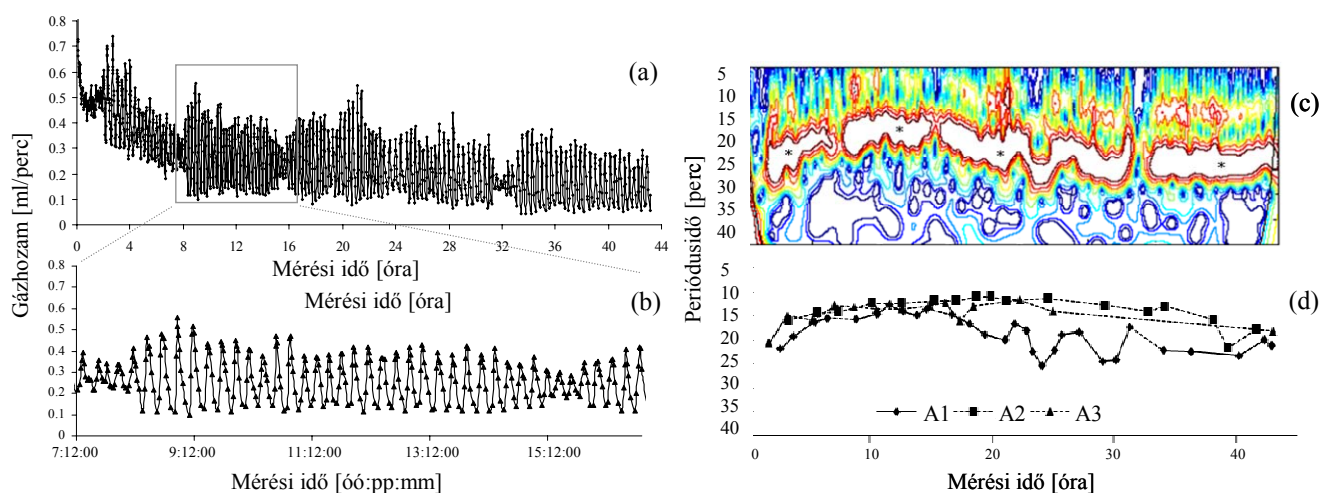 Gázhozam [ml/perc]
0.8
0.7
0.6
0.5
0.4
0.3
0.2
0.1
0
(a)
0 4 8 12 16 20 24 28 32 36 40 44
Mérési idő [óra]
Mérési idő [óra]
0.8
0.7
0.6
0.5
0.4
0.3
0.2
0.1
0
(b)
7:12:00 9:12:00 11:12:00 13:12:00 15:12:00
Mérési idő [óó:pp:mm]
Periódusidő [perc]
5
10
15
20
25
30
35
40
(c)
* * * *
5
10
15
20
25
30
35
40
(d)
A1 A2 A3
0 10 20 30 40
Mérési idő [óra]